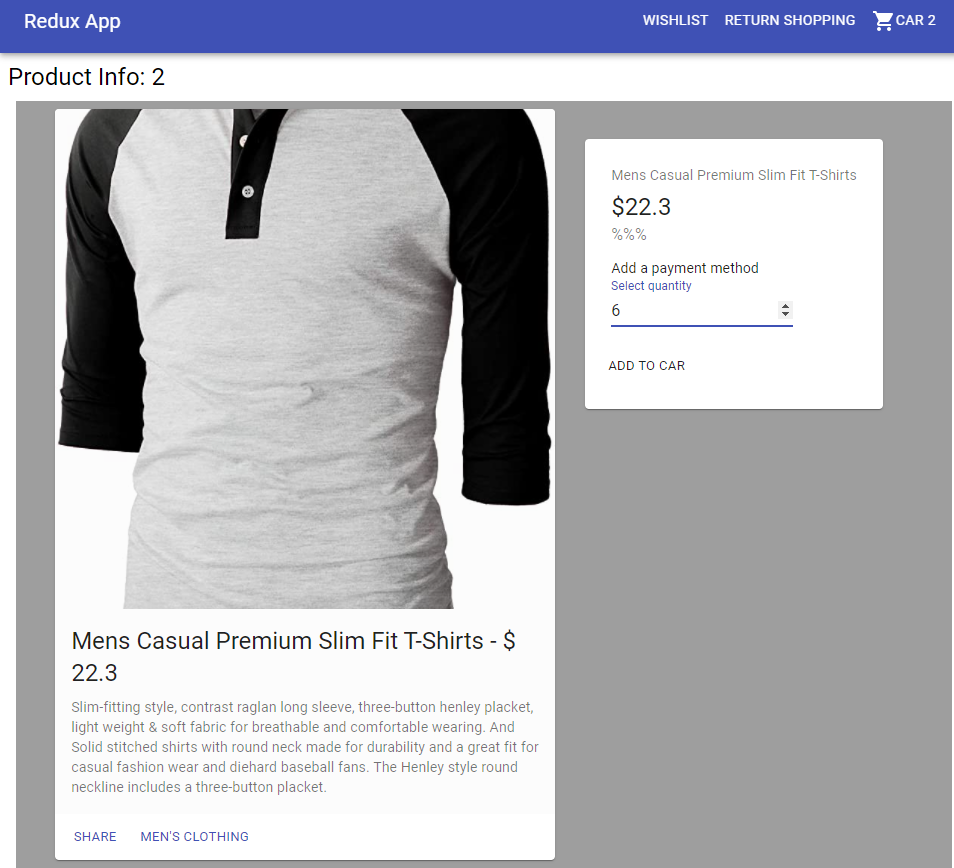 Redux App
WISHLIST RETURN SHOPPING CAR 2
Product Info: 2
Mens Casual Premium Slim Fit T-Shirts
$22.3
%%%
Add a payment method
Select quantity
6
ADD TO CAR
Mens Casual Premium Slim Fit T-Shirts - $
22.3
Slim-fitting style, contrast raglan long sleeve, three-button henley placket,
light weight & soft fabric for breathable and comfortable wearing. And
Solid stitched shirts with round neck made for durability and a great fit for
casual fashion wear and diehard baseball fans. The Henley style round
neckline includes a three-button placket.
SHARE MEN'S CLOTHING